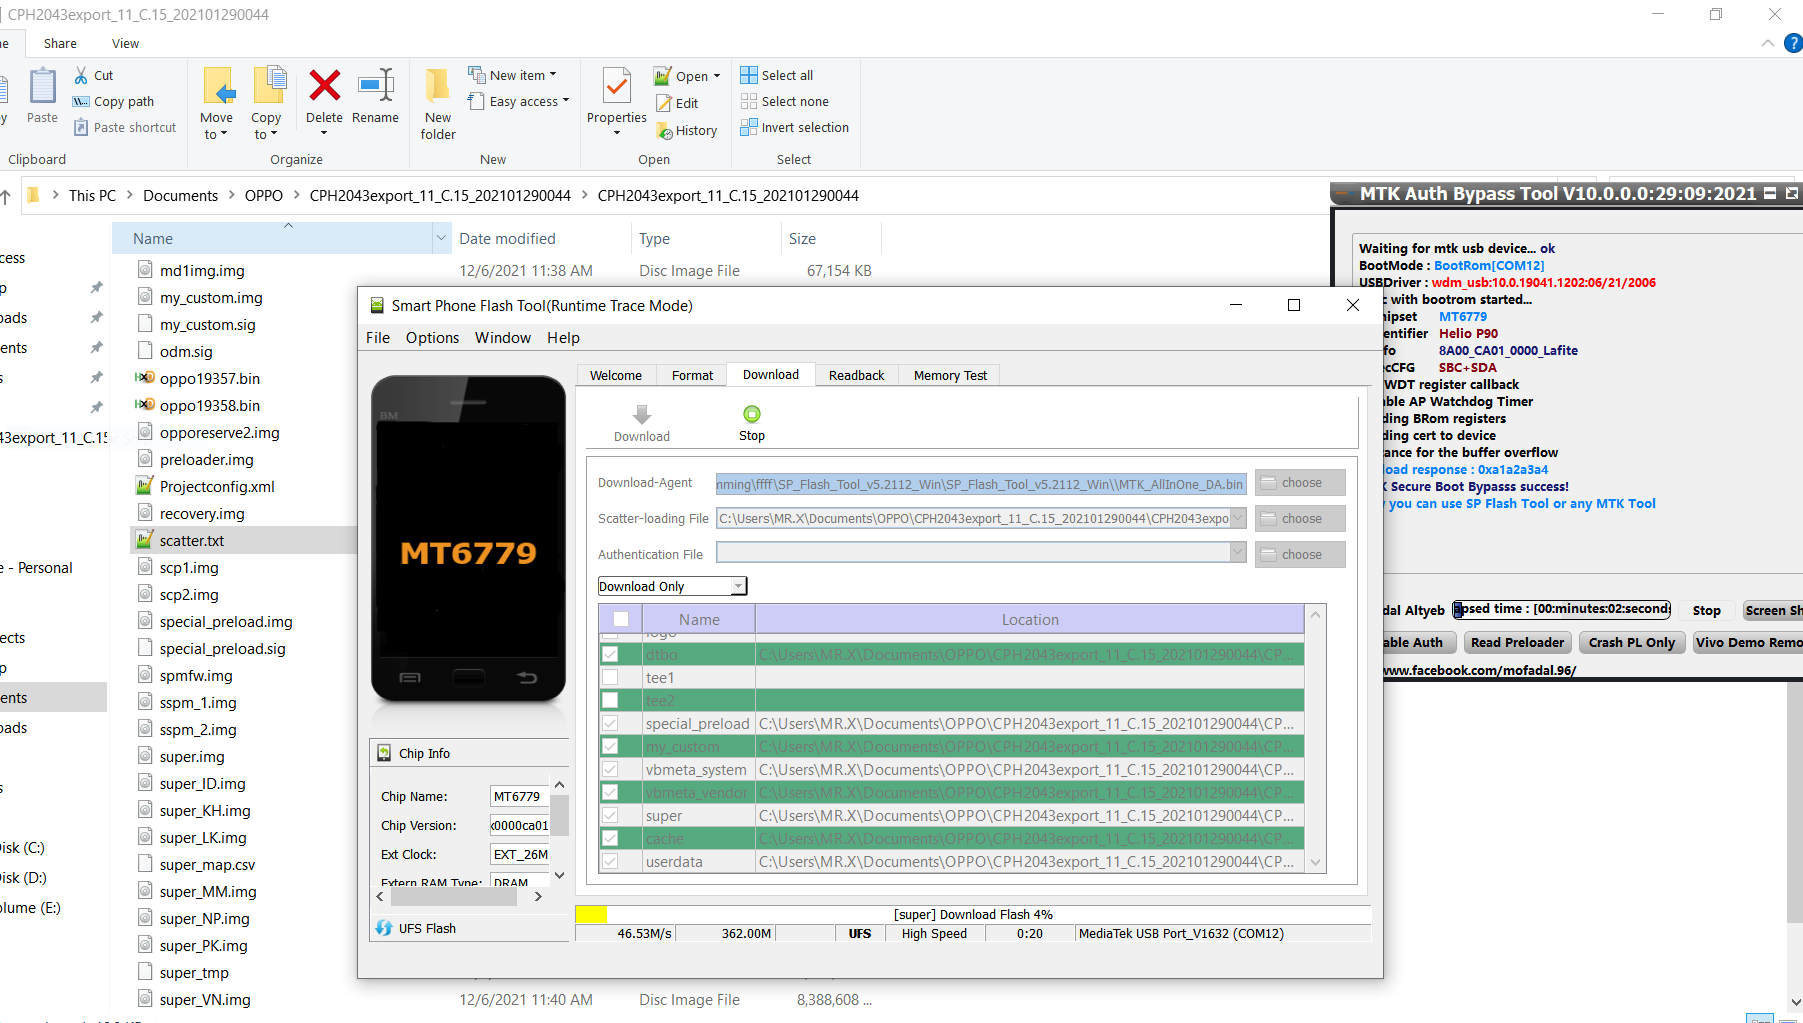 CPH2043export_11_C.15_202101290044
Share
View
Paste
Cut
Copy path
Paste shortcut
Move to
Copy to
Delete
Rename
New folder
New item
Easy access
Properties
Open
Edit
History
Select all
Select none
Invert selection
Clipboard
Organize
New
Open
Select
This PC > Documents > OPPO > CPH2043export_11_C.15_202101290044 > CPH2043export_11_C.15_202101290044
Name
Date modified
Type
Size
md1img.img 12/6/2021 11:38 AM Disc Image File 67,154 KB
my_custom.img
my_custom.sig
odm.sig
oppo19357.bin
oppo19358.bin
opporeserve2.img
preloader.img
Projectconfig.xml
recovery.img
scatter.txt
scp1.img
scp2.img
special_preload.img
special_preload.sig
spmfw.img
sspm_1.img
sspm_2.img
super.img
super_ID.img
super_KH.img
super_LK.img
super_map.csv
super_MM.img
super_NP.img
super_PK.img
super_tmp
super_VN.img 12/6/2021 11:40 AM Disc Image File 8,388,608 ...
cess
p
oads
ents
s
43export_11_C.15
e - Personal
ects
p
ents
oads
s
isk (C:)
isk (D:)
olume (E:)
Smart Phone Flash Tool(Runtime Trace Mode)
File Options Window Help
Welcome Format Download Readback Memory Test
Download Stop
Download-Agent nming\ffff\SP_Flash_Tool_v5.2112_Win\SP_Flash_Tool_v5.2112_Win\\MTK_AllInOne_DA.bin choose
Scatter-loading File C:\Users\MR.X\Documents\OPPO\CPH2043export_11_C.15_202101290044\CPH2043expo choose
Authentication File choose
Download Only
Name Location
logo
dtbo C:\Users\MR.X\Documents\OPPO\CPH2043export_11_C.15_202101290044\CP...
tee1
tee2
special_preload C:\Users\MR.X\Documents\OPPO\CPH2043export_11_C.15_202101290044\CP...
my_custom C:\Users\MR.X\Documents\OPPO\CPH2043export_11_C.15_202101290044\CP...
vbmeta_system C:\Users\MR.X\Documents\OPPO\CPH2043export_11_C.15_202101290044\CP...
vbmeta_vendor C:\Users\MR.X\Documents\OPPO\CPH2043export_11_C.15_202101290044\CP...
super C:\Users\MR.X\Documents\OPPO\CPH2043export_11_C.15_202101290044\CP...
cache C:\Users\MR.X\Documents\OPPO\CPH2043export_11_C.15_202101290044\CP...
userdata C:\Users\MR.X\Documents\OPPO\CPH2043export_11_C.15_202101290044\CP...
BM
MT6779
Chip Info
Chip Name: MT6779
Chip Version: x0000ca01
Ext Clock: EXT_26M
Extern RAM Type: DRAM
UFS Flash
[super] Download Flash 4%
46.53M/s 362.00M UFS High Speed 0:20 MediaTek USB Port_V1632 (COM12)
MTK Auth Bypass Tool V10.0.0.0:29:09:2021
Waiting for mtk usb device... ok
BootMode : BootRom[COM12]
USBDriver : wdm_usb:10.0.19041.1202:06/21/2006
with bootrom started...
hipset MT6779
entifier Helio P90
fo 8A00_CA01_0000_Lafite
ecCFG SBC+SDA
WDT register callback
able AP Watchdog Timer
ding BRom registers
ding cert to device
tance for the buffer overflow
load response : 0xa1a2a3a4
K Secure Boot Bypasss success!
you can use SP Flash Tool or any MTK Tool
dal Altyeb
apsed time : [00:minutes:02:seconds
Stop
Screen Sh
able Auth
Read Preloader
Crash PL Only
Vivo Demo Remo
www.facebook.com/mofadal.96/